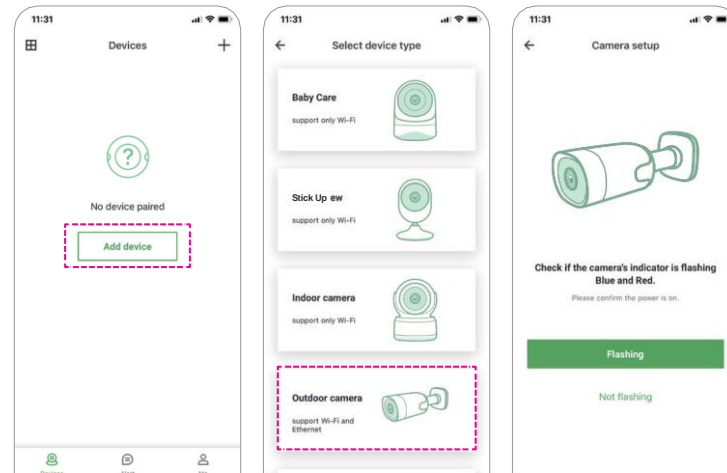 11:31
Devices
No device paired
Add device
11:31
Select device type
Baby Care
support only Wi-Fi
Stick Up ew
support only Wi-Fi
Indoor camera
support only Wi-Fi
Outdoor camera
support Wi-Fi and
Ethernet
11:31
Camera setup
Check if the camera's indicator is flashing
Blue and Red.
Please confirm the power is on.
Flashing
Not flashing